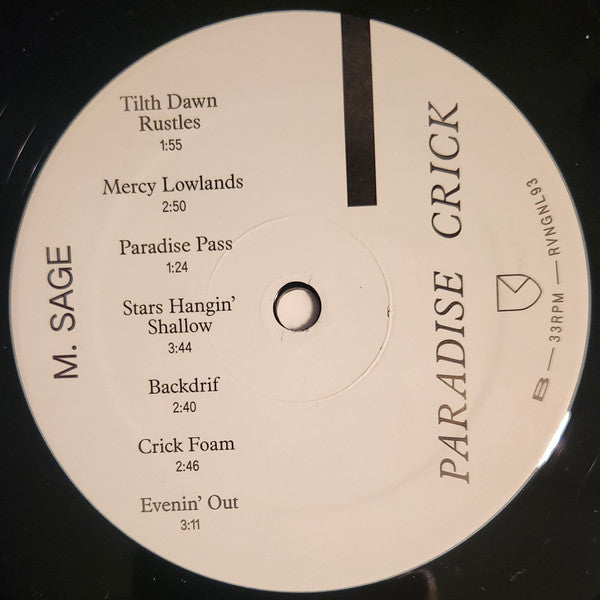 Tilth Dawn
Rustles
1:55
Mercy Lowlands
2:50
Paradise Pass
1:24
Stars Hangin’
Shallow
3:44
Backdrif
2:40
Crick Foam
2:46
Evenin’ Out
3:11
M. SAGE
PARADISE CRICK
B — 33RPM — RVNGNL93